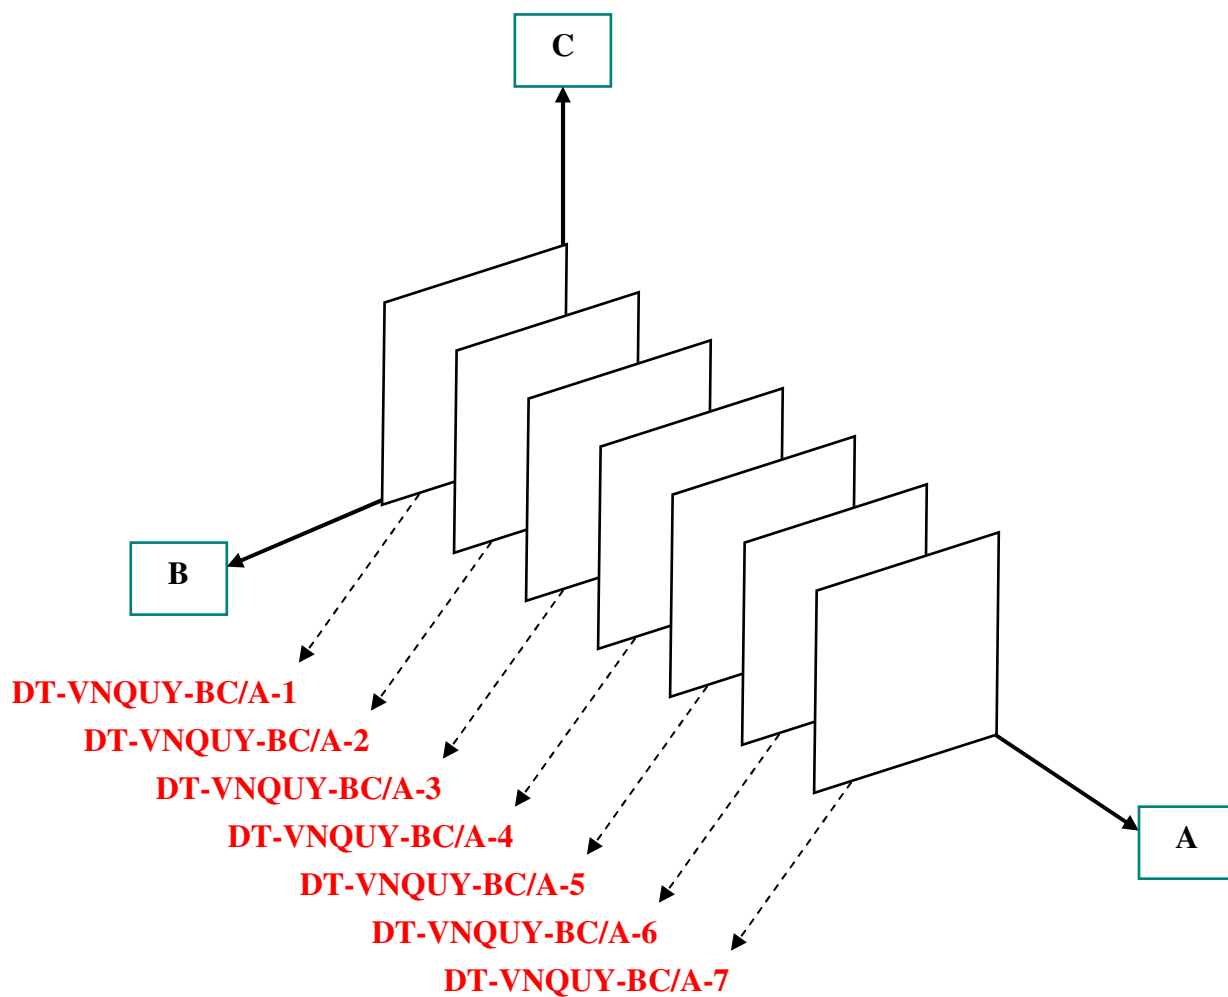 C
B
DT-VNQUY-BC/A-1
DT-VNQUY-BC/A-2
DT-VNQUY-BC/A-3
DT-VNQUY-BC/A-4
A
DT-VNQUY-BC/A-5
DT-VNQUY-BC/A-6
DT-VNQUY-BC/A-7